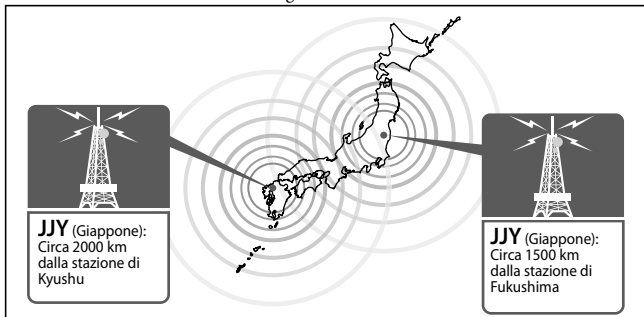 JJY (Giappone):
Circa 2000 km
dalla stazione di
Kyushu
JJY (Giappone):
Circa 1500 km
dalla stazione di
Fukushima